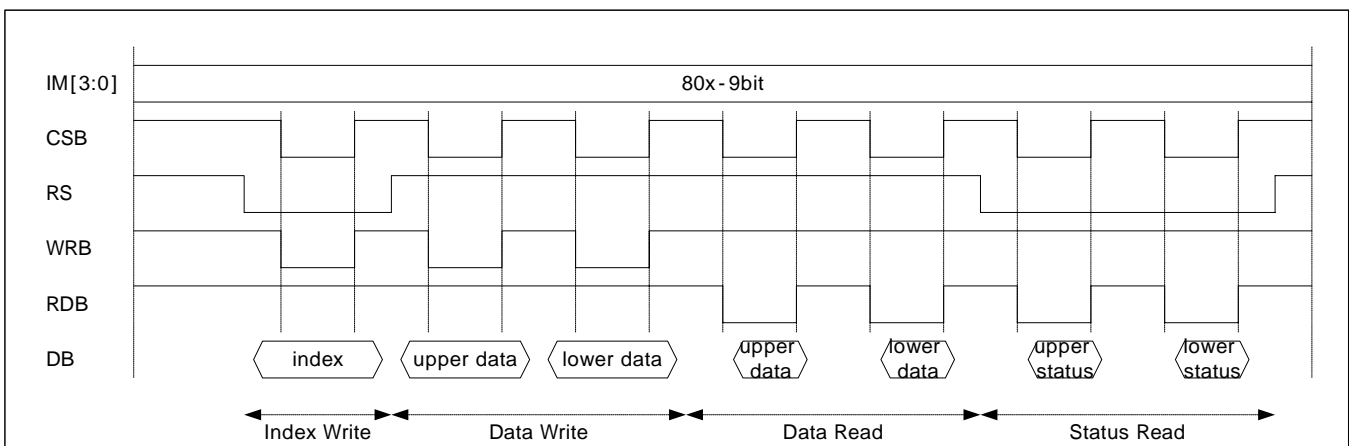 IM[3:0]
80x-9bit
CSB
RS
WRB
RDB
DB
index
upper data
lower data
upper
data
lower
data
upper
status
lower
status
Index Write
Data Write
Data Read
Status Read